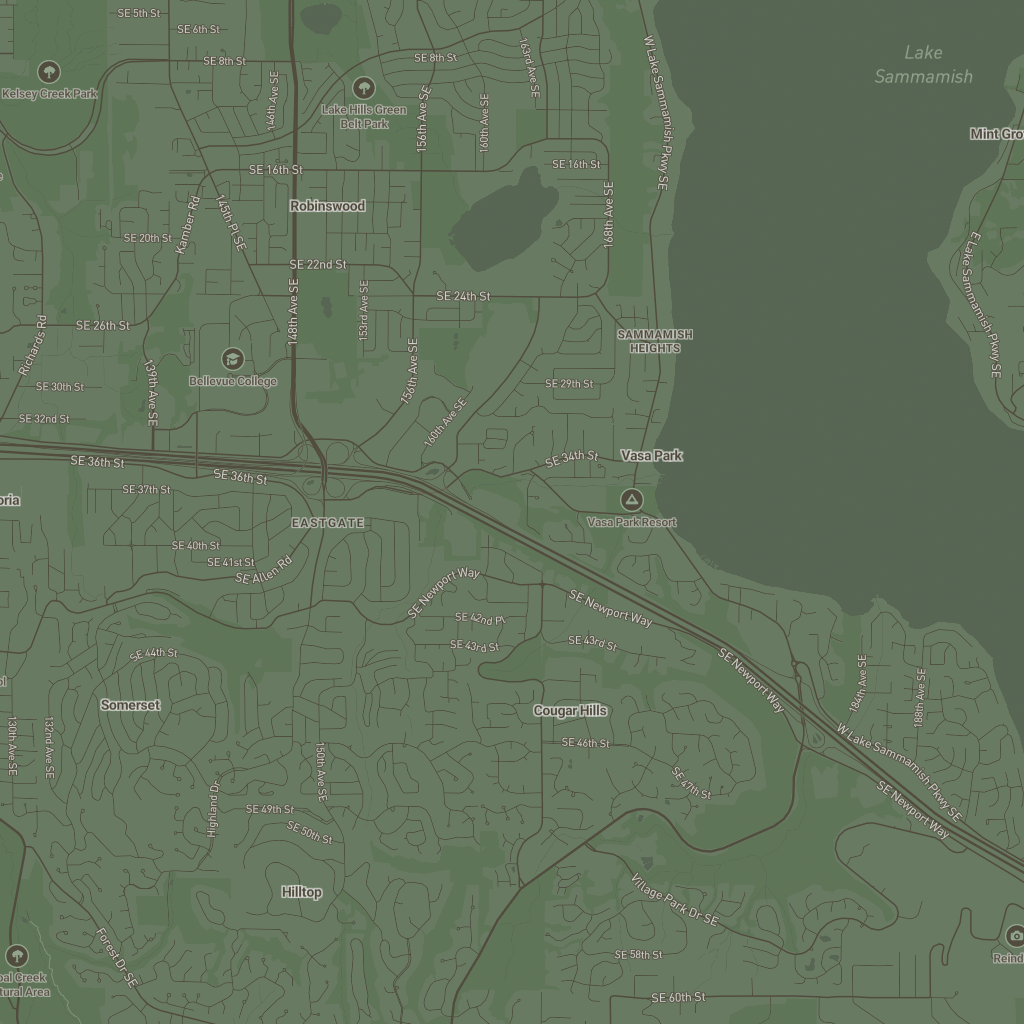 SE 5th St
SE 6th St
SE 8th St
SE 8th St
Lake
Sammamish
Kelsey Creek Park
146th Ave SE
Lake Hills Green
Belt Park
156th Ave SE
160th Ave SE
163rd Ave SE
W Lake Sammamish Pkwy SE
SE 16th St
SE 16th St
Robinswood
145th Pl SE
Kamber Rd
168th Ave SE
SE 20th St
SE 22nd St
E Lake Sammamish Pkwy SE
148th Ave SE
153rd Ave SE
SE 24th St
SE 26th St
Richards Rd
SAMMAMISH
HEIGHTS
139th Ave SE
Bellevue College
156th Ave SE
SE 29th St
SE 30th St
SE 32nd St
160th Ave SE
SE 36th St
SE 36th St
SE 34th St
Vasa Park
SE 37th St
EASTGATE
Vasa Park Resort
SE 40th St
SE 41st St
SE Allen Rd
SE Newport Way
SE Newport Way
SE 42nd Pl
SE 43rd St
SE 43rd St
SE 44th St
SE Newport Way
184th Ave SE
188th Ave SE
Somerset
Cougar Hills
130th Ave SE
132nd Ave SE
150th Ave SE
SE 46th St
SE 47th St
W Lake Sammamish Pkwy SE
SE Newport Way
Highland Dr
SE 49th St
SE 50th St
Hilltop
Village Park Dr SE
Forest Dr SE
SE 58th St
SE 60th St